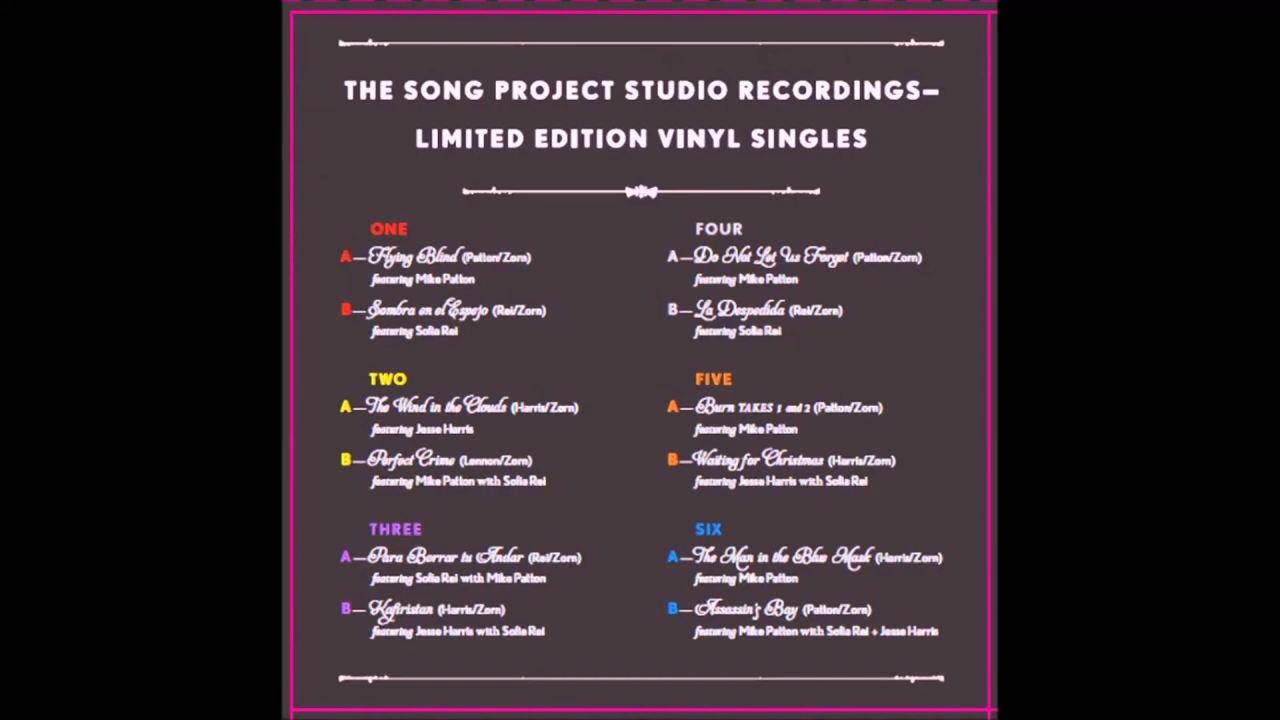 THE SONG PROJECT STUDIO RECORDINGS—
LIMITED EDITION VINYL SINGLES
ONE
A—Flying Blind (Patton/Zorn)
featuring Mike Patton
B—Sombra en el Espejo (Rei/Zorn)
featuring Sofia Rei
TWO
A—The Wind in the Clouds (Harris/Zorn)
featuring Jesse Harris
B—Perfect Crime (Lennon/Zorn)
featuring Mike Patton with Sofia Rei
THREE
A—Para Borrar tu Andar (Rei/Zorn)
featuring Sofia Rei with Mike Patton
B—Kafiristan (Harris/Zorn)
featuring Jesse Harris with Sofia Rei
FOUR
A—Do Not Let Us Forget (Patton/Zorn)
featuring Mike Patton
B—La Despedida (Rei/Zorn)
featuring Sofia Rei
FIVE
A—Burn TAKES 1 and 2 (Patton/Zorn)
featuring Mike Patton
B—Waiting for Christmas (Harris/Zorn)
featuring Jesse Harris with Sofia Rei
SIX
A—The Man in the Blue Mask (Harris/Zorn)
featuring Mike Patton
B—Assassin's Bay (Patton/Zorn)
featuring Mike Patton with Sofia Rei + Jesse Harris